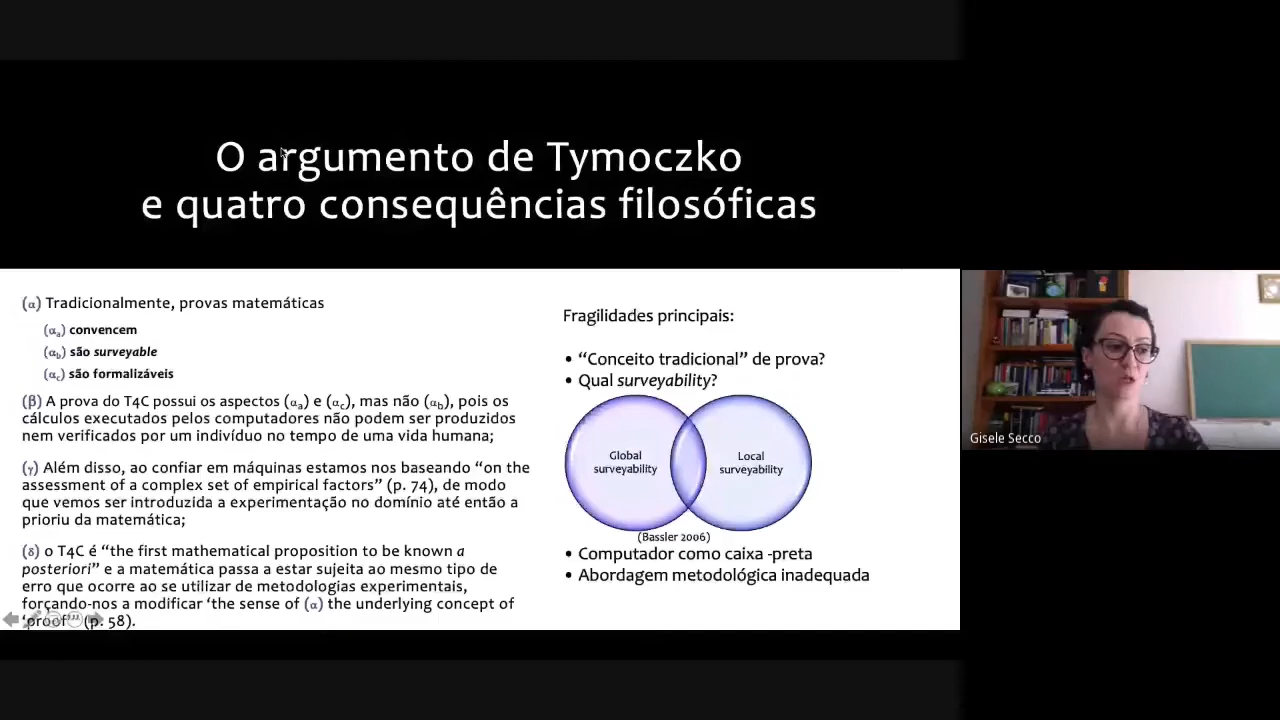 O argumento de Tymoczko
e quatro consequências filosóficas
(α) Tradicionalmente, provas matemáticas
(αa) convencem
(αb) são surveyable
(αc) são formalizáveis
(β) A prova do T4C possui os aspectos (αa) e (αc), mas não (αb), pois os
cálculos executados pelos computadores não podem ser produzidos
nem verificados por um indivíduo no tempo de uma vida humana;
(γ) Além disso, ao confiar em máquinas estamos nos baseando “on the
assessment of a complex set of empirical factors” (p. 74), de modo
que vemos ser introduzida a experimentação no domínio até então a
prioriu da matemática;
(δ) o T4C é “the first mathematical proposition to be known a
posteriori” e a matemática passa a estar sujeita ao mesmo tipo de
erro que ocorre ao se utilizar de metodologias experimentais,
forçando-nos a modificar ‘the sense of (α) the underlying concept of
‘proof’” (p. 58).
Fragilidades principais:
• “Conceito tradicional” de prova?
• Qual surveyability?
Global
surveyability
Local
surveyability
(Bassler 2006)
• Computador como caixa -preta
• Abordagem metodológica inadequada
Gisele Secco